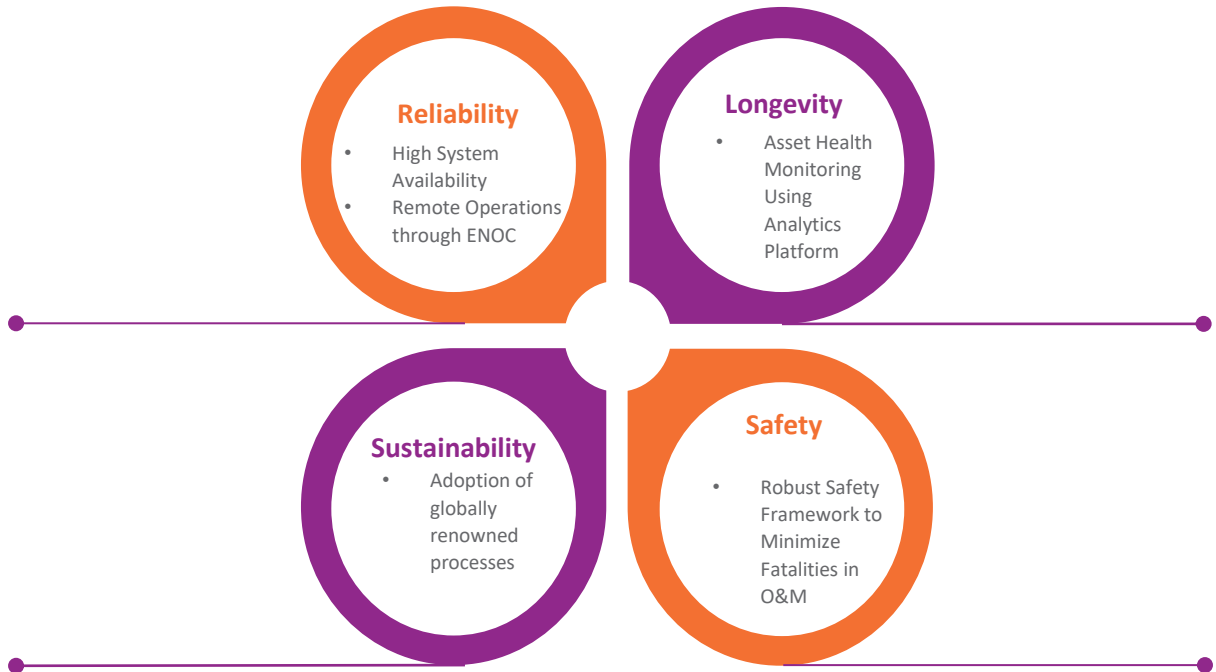 Reliability
• High System
Availability
• Remote Operations
through ENOC
Longevity
• Asset Health
Monitoring
Using
Analytics
Platform
Sustainability
• Adoption of
globally
renowned
processes
Safety
• Robust Safety
Framework to
Minimize
Fatalities in
O&M